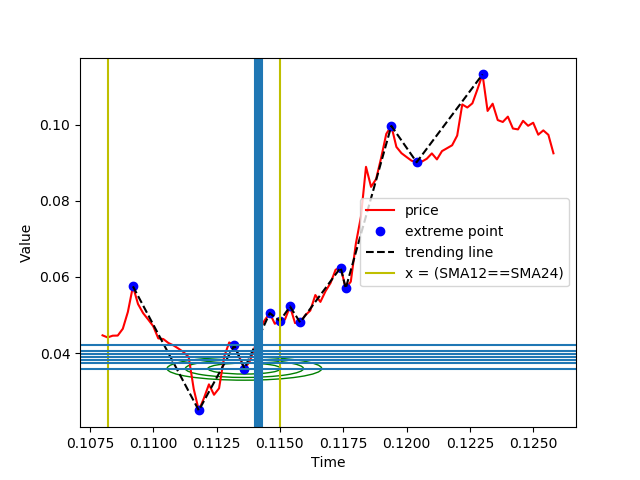 0.10
0.08
0.06
0.04
Value
price
extreme point
trending line
x = (SMA12==SMA24)
0.1075 0.1100 0.1125 0.1150 0.1175 0.1200 0.1225 0.1250
Time